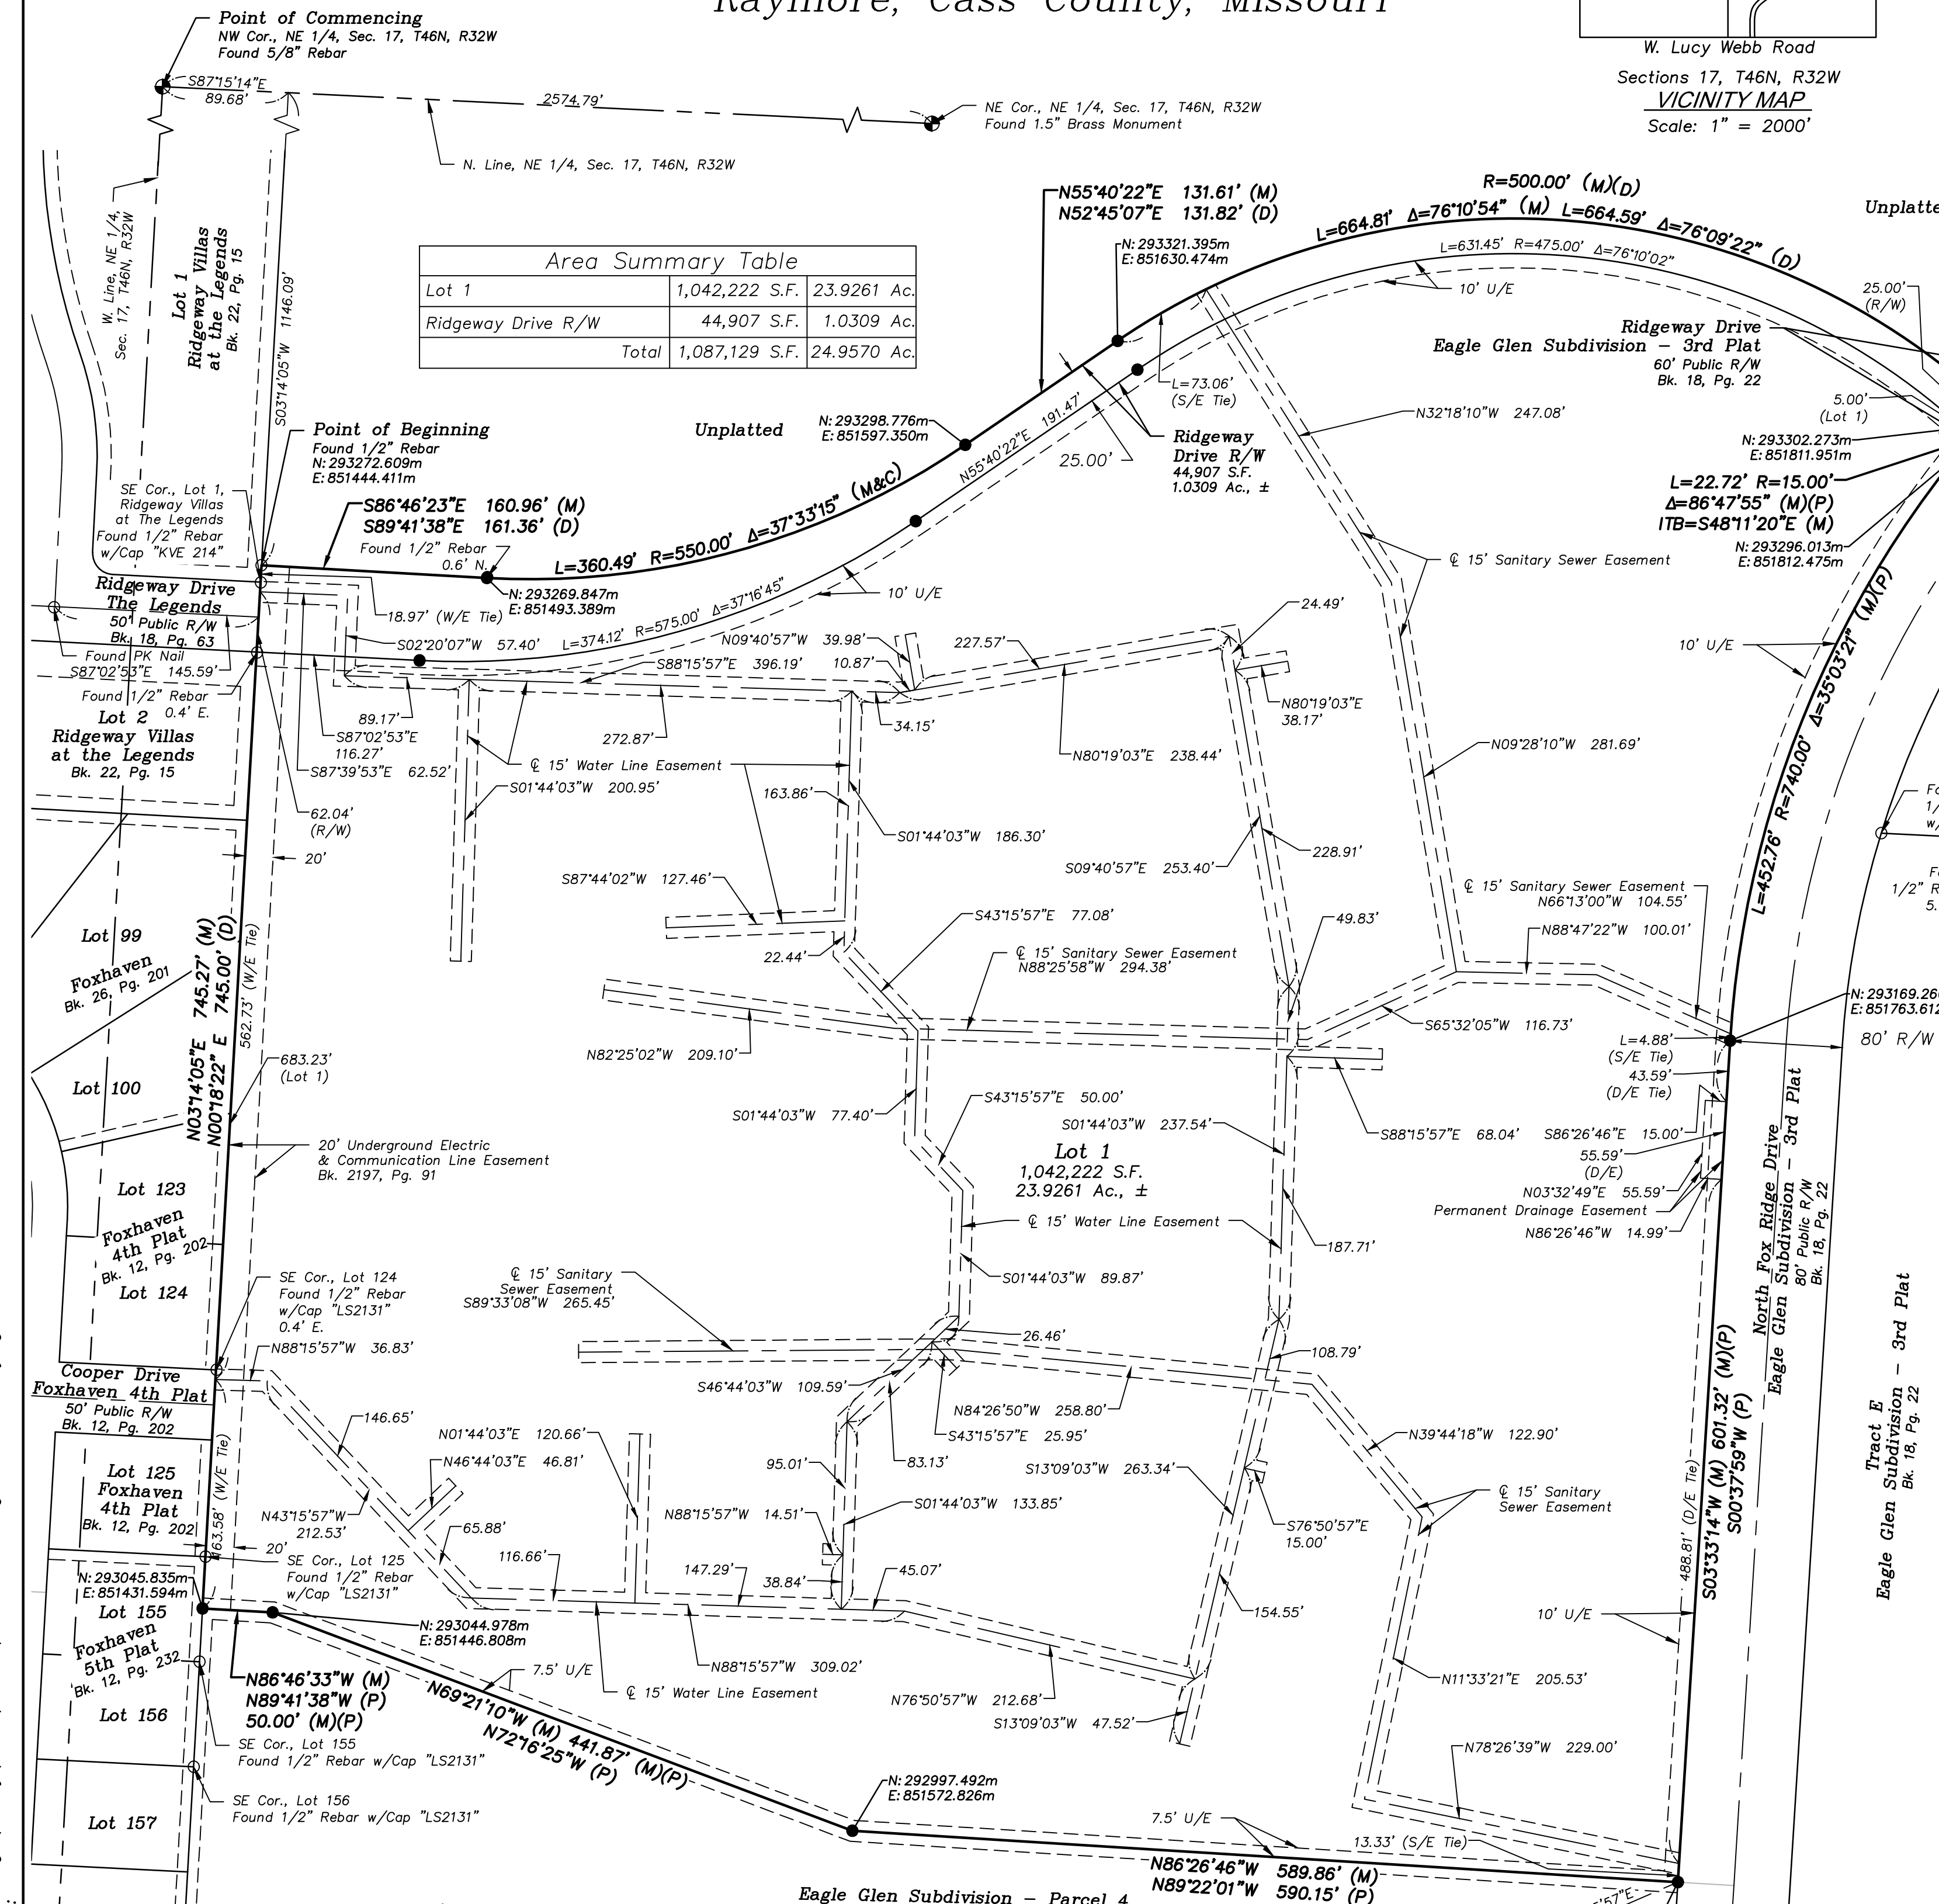 Raymore, Cass County, Missouri
Point of Commencing
NW Cor., NE 1/4, Sec. 17, T46N, R32W
Found 5/8" Rebar
S87°15'14"E
89.68'
2574.79'
NE Cor., NE 1/4, Sec. 17, T46N, R32W
Found 1.5" Brass Monument
N. Line, NE 1/4, Sec. 17, T46N, R32W
W. Lucy Webb Road
Sections 17, T46N, R32W
VICINITY MAP
Scale: 1" = 2000'
W. Line, NE 1/4,
Sec. 17, T46N, R32W
Lot 1
Ridgeway Villas
at the Legends
Bk. 22, Pg. 15
S03°14'05"W 1146.09'
Area Summary Table
Lot 1 1,042,222 S.F. 23.9261 Ac.
Ridgeway Drive R/W 44,907 S.F. 1.0309 Ac.
Total 1,087,129 S.F. 24.9570 Ac.
N55°40'22"E 131.61' (M)
N52°45'07"E 131.82' (D)
N: 293321.395m
E: 851630.474m
R=500.00' (M)(D)
L=664.81' Δ=76°10'54" (M) L=664.59' Δ=76°09'22" (D)
L=631.45' R=475.00' Δ=76°10'02"
10' U/E
25.00'
(R/W)
Ridgeway Drive
Eagle Glen Subdivision - 3rd Plat
60' Public R/W
Bk. 18, Pg. 22
5.00'
(Lot 1)
N: 293302.273m
E: 851811.951m
L=22.72' R=15.00'
Δ=86°47'55" (M)(P)
ITB=S48°11'20"E (M)
N: 293296.013m
E: 851812.475m
L=73.06'
(S/E Tie)
N32°18'10"W 247.08'
Point of Beginning
Found 1/2" Rebar
N: 293272.609m
E: 851444.411m
Unplatted
N: 293298.776m
E: 851597.350m
N55°40'22"E 191.47'
25.00'
Ridgeway
Drive R/W
44,907 S.F.
1.0309 Ac., ±
SE Cor., Lot 1,
Ridgeway Villas
at The Legends
Found 1/2" Rebar
w/Cap "KVE 214"
S86°46'23"E 160.96' (M)
S89°41'38"E 161.36' (D)
Found 1/2" Rebar
0.6' N.
L=360.49' R=550.00' Δ=37°33'15" (M&C)
N: 293269.847m
E: 851493.389m
L=374.12' R=575.00' Δ=37°16'45"
10' U/E
℄ 15' Sanitary Sewer Easement
Ridgeway Drive
The Legends
50' Public R/W
Bk. 18, Pg. 63
Found PK Nail
S87°02'53"E 145.59'
Found 1/2" Rebar
0.4' E.
18.97' (W/E Tie)
S02°20'07"W 57.40'
N09°40'57"W 39.98'
S88°15'57"E 396.19'
10.87'
227.57'
24.49'
10' U/E
L=452.76' R=740.00' Δ=35°03'21" (M)(P)
Lot 2
Ridgeway Villas
at the Legends
Bk. 22, Pg. 15
89.17'
S87°02'53"E
116.27'
S87°39'53"E 62.52'
62.04'
(R/W)
20'
272.87'
34.15'
N80°19'03"E 238.44'
N80°19'03"E
38.17'
N09°28'10"W 281.69'
℄ 15' Water Line Easement
S01°44'03"W 200.95'
163.86'
S01°44'03"W 186.30'
S09°40'57"E 253.40'
228.91'
S87°44'02"W 127.46'
22.44'
S43°15'57"E 77.08'
℄ 15' Sanitary Sewer Easement
N88°25'58"W 294.38'
49.83'
℄ 15' Sanitary Sewer Easement
N66°13'00"W 104.55'
N88°47'22"W 100.01'
Lot 99
Foxhaven
Bk. 26, Pg. 201
N03°14'05"E 745.27' (M)
N00°18'22" E 745.00' (D)
562.73' (W/E Tie)
683.23'
(Lot 1)
Lot 100
N82°25'02"W 209.10'
S65°32'05"W 116.73'
L=4.88'
(S/E Tie)
43.59'
(D/E Tie)
80' R/W
S01°44'03"W 77.40'
S43°15'57"E 50.00'
S01°44'03"W 237.54'
S88°15'57"E 68.04'
S86°26'46"E 15.00'
55.59'
(D/E)
N03°32'49"E 55.59'
Permanent Drainage Easement
N86°26'46"W 14.99'
Lot 1
1,042,222 S.F.
23.9261 Ac., ±
20' Underground Electric
& Communication Line Easement
Bk. 2197, Pg. 91
Lot 123
Foxhaven
4th Plat
Bk. 12, Pg. 202
Lot 124
℄ 15' Water Line Easement
187.71'
North Fox Ridge Drive
Eagle Glen Subdivision - 3rd Plat
80' Public R/W
Bk. 18, Pg. 22
SE Cor., Lot 124
Found 1/2" Rebar
w/Cap "LS2131"
0.4' E.
N88°15'57"W 36.83'
℄ 15' Sanitary
Sewer Easement
S89°33'08"W 265.45'
S01°44'03"W 89.87'
26.46'
108.79'
Cooper Drive
Foxhaven 4th Plat
50' Public R/W
Bk. 12, Pg. 202
S46°44'03"W 109.59'
N84°26'50"W 258.80'
S43°15'57"E 25.95'
N39°44'18"W 122.90'
146.65'
N01°44'03"E 120.66'
N46°44'03"E 46.81'
95.01'
83.13'
S13°09'03"W 263.34'
Lot 125
Foxhaven
4th Plat
Bk. 12, Pg. 202
163.58' (W/E Tie)
20'
N43°15'57"W
212.53'
65.88'
N88°15'57"W 14.51'
S01°44'03"W 133.85'
S76°50'57"E
15.00'
℄ 15' Sanitary
Sewer Easement
SE Cor., Lot 125
Found 1/2" Rebar
w/Cap "LS2131"
116.66'
147.29'
38.84'
45.07'
154.55'
N: 293045.835m
E: 851431.594m
Lot 155
Foxhaven
5th Plat
Bk. 12, Pg. 232
Lot 156
Lot 157
N: 293044.978m
E: 851446.808m
7.5' U/E
N88°15'57"W 309.02'
℄ 15' Water Line Easement
N76°50'57"W 212.68'
S13°09'03"W 47.52'
N11°33'21"E 205.53'
10' U/E
488.81' (D/E Tie)
S03°33'14"W (M) 601.32' (M)(P)
S00°37'59"W (P)
Tract E
Eagle Glen Subdivision - 3rd Plat
Bk. 18, Pg. 22
N86°46'33"W (M)
N89°41'38"W (P)
50.00' (M)(P)
SE Cor., Lot 155
Found 1/2" Rebar w/Cap "LS2131"
SE Cor., Lot 156
Found 1/2" Rebar w/Cap "LS2131"
N69°21'10"W (M) 441.87' (M)(P)
N72°16'25"W (P)
N: 292997.492m
E: 851572.826m
N78°26'39"W 229.00'
7.5' U/E
13.33' (S/E Tie)
N86°26'46"W 589.86' (M)
N89°22'01"W 590.15' (P)
Eagle Glen Subdivision - Parcel 4